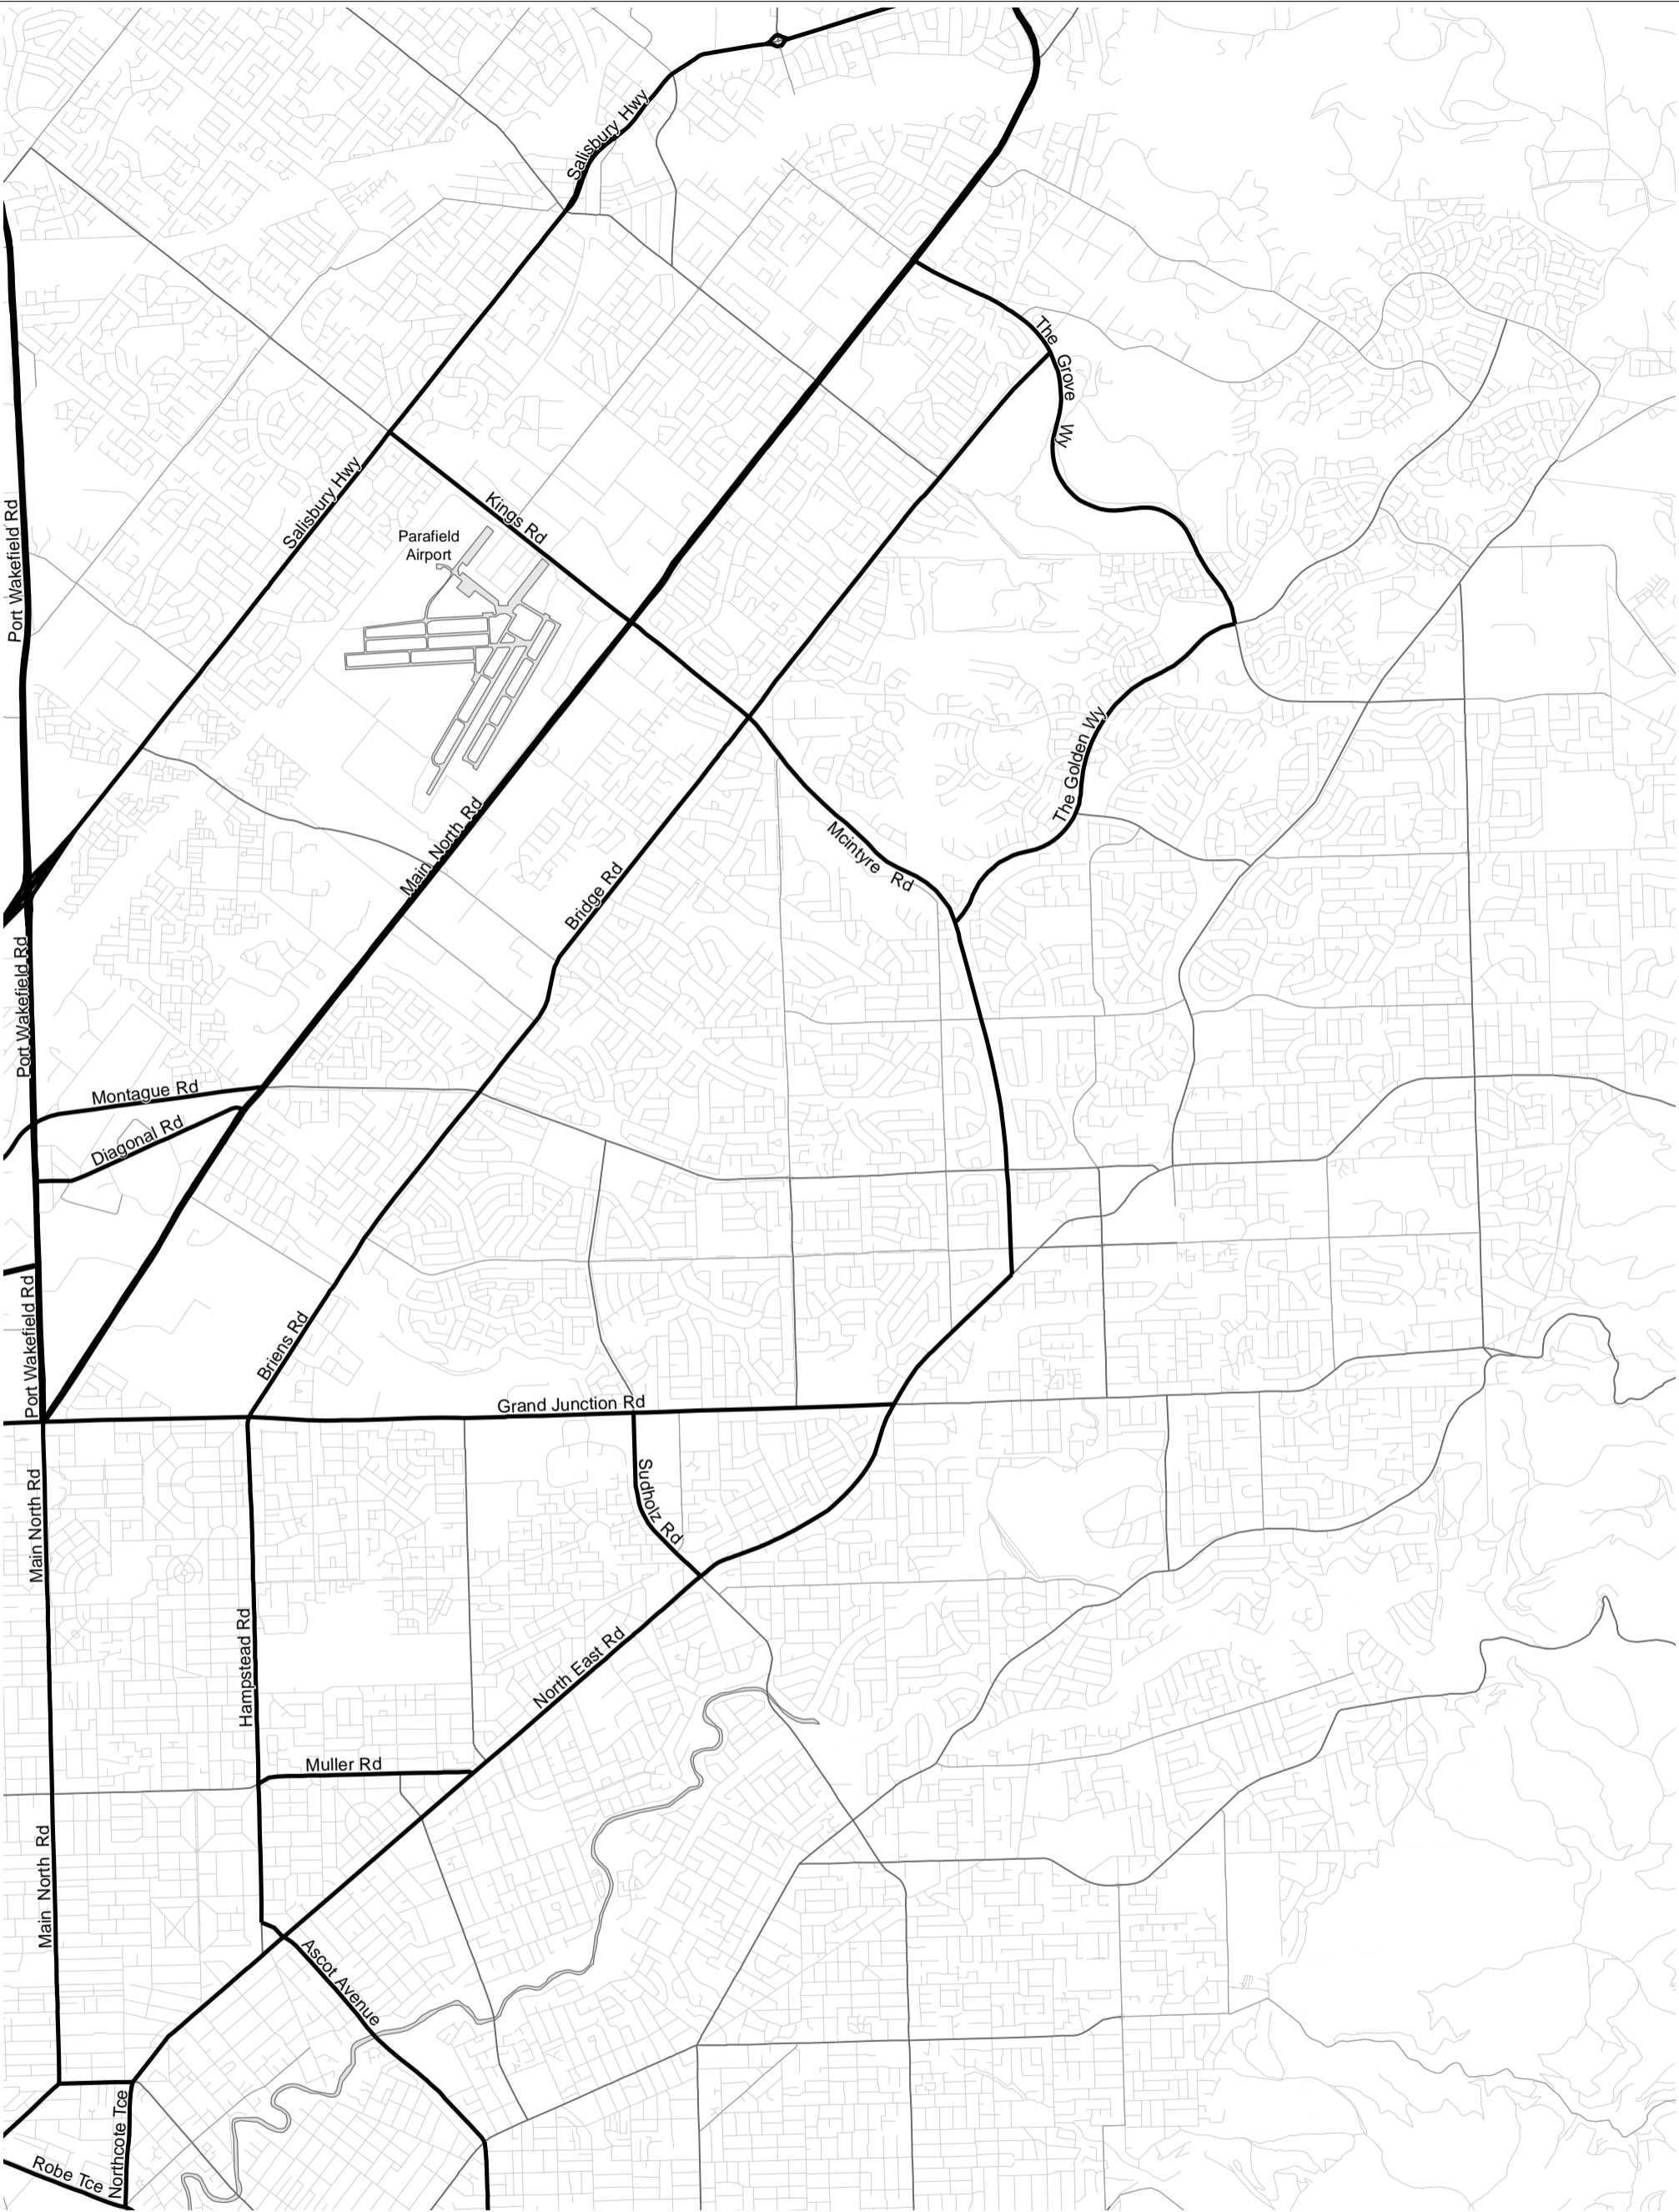 Salisbury Hwy
The Grove Wy
Salisbury Hwy
Kings Rd
Port Wakefield Rd
Parafield
Airport
The Golden Wy
Main North Rd
Mcintyre Rd
Bridge Rd
Port Wakefield Rd
Montague Rd
Diagonal Rd
Port Wakefield Rd
Briens Rd
Grand Junction Rd
Main North Rd
Sudholz Rd
Hampstead Rd
North East Rd
Muller Rd
Main North Rd
Ascot Avenue
Northcote Tce
Robe Tce